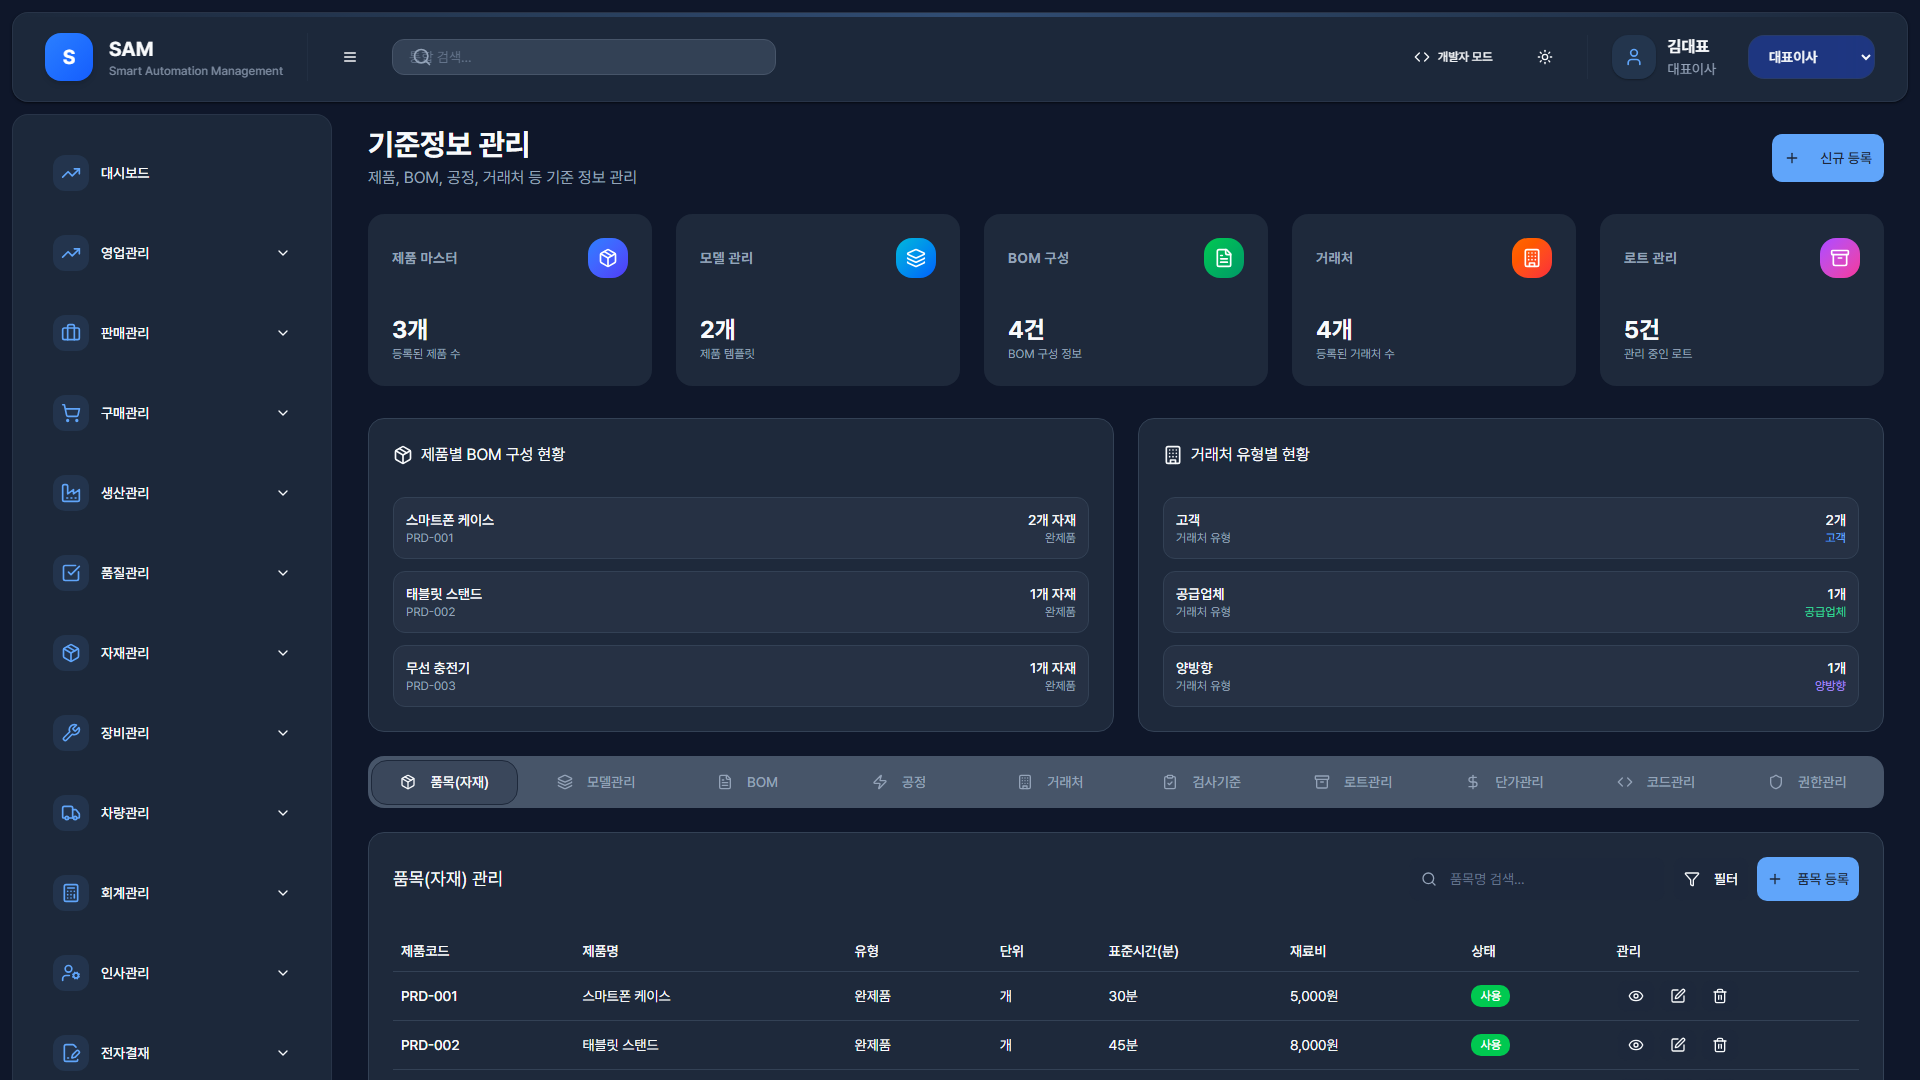 S
SAM
Smart Automation Management
통합 검색...
개발자 모드
김대표
대표이사
대표이사
대시보드
영업관리
판매관리
구매관리
생산관리
품질관리
자재관리
장비관리
차량관리
회계관리
인사관리
전자결재
기준정보 관리
제품, BOM, 공정, 거래처 등 기준 정보 관리
신규 등록
제품 마스터
3개
등록된 제품 수
모델 관리
2개
제품 템플릿
BOM 구성
4건
BOM 구성 정보
거래처
4개
등록된 거래처 수
로트 관리
5건
관리 중인 로트
제품별 BOM 구성 현황
스마트폰 케이스 2개 자재
PRD-001 완제품
태블릿 스탠드 1개 자재
PRD-002 완제품
무선 충전기 1개 자재
PRD-003 완제품
거래처 유형별 현황
고객 2개
거래처 유형 고객
공급업체 1개
거래처 유형 공급업체
양방향 1개
거래처 유형 양방향
품목(자재) 모델관리 BOM 공정 거래처 검사기준 로트관리 단가관리 코드관리 권한관리
품목(자재) 관리
품목명 검색...
필터
품목 등록
제품코드 제품명 유형 단위 표준시간(분) 재료비 상태 관리
PRD-001 스마트폰 케이스 완제품 개 30분 5,000원 사용
PRD-002 태블릿 스탠드 완제품 개 45분 8,000원 사용